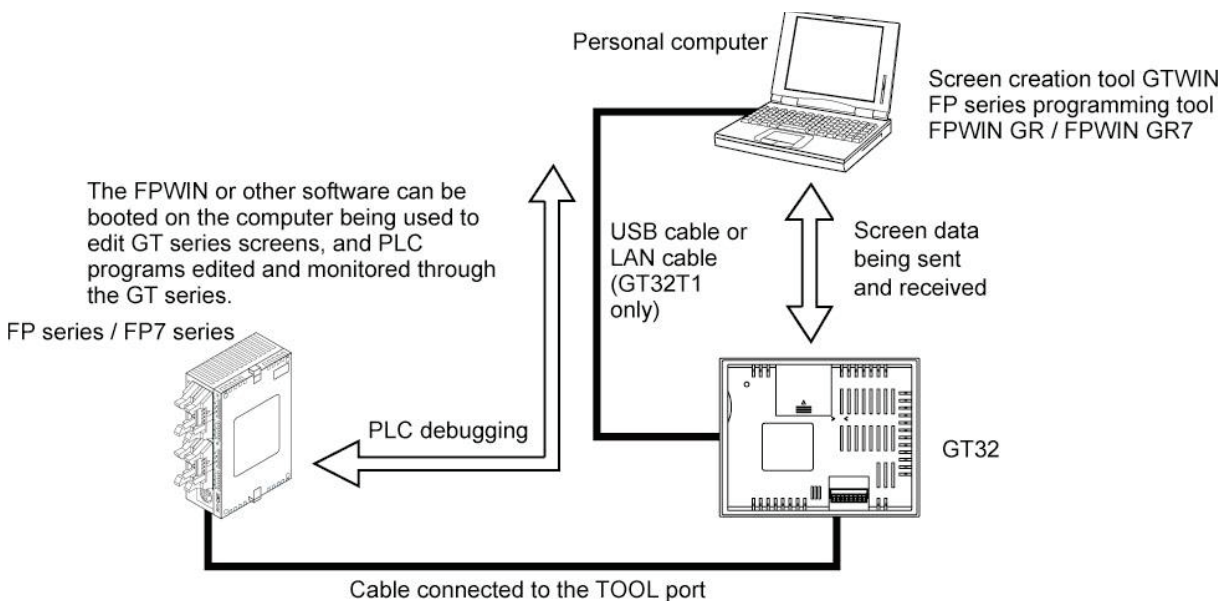 Personal computer
Screen creation tool GTWIN
FP series programming tool
FPWIN GR / FPWIN GR7
The FPWIN or other software can be
booted on the computer being used to
edit GT series screens, and PLC
programs edited and monitored through
the GT series.
USB cable or
LAN cable
(GT32T1
only)
Screen data
being sent
and received
FP series / FP7 series
PLC debugging
GT32
Cable connected to the TOOL port